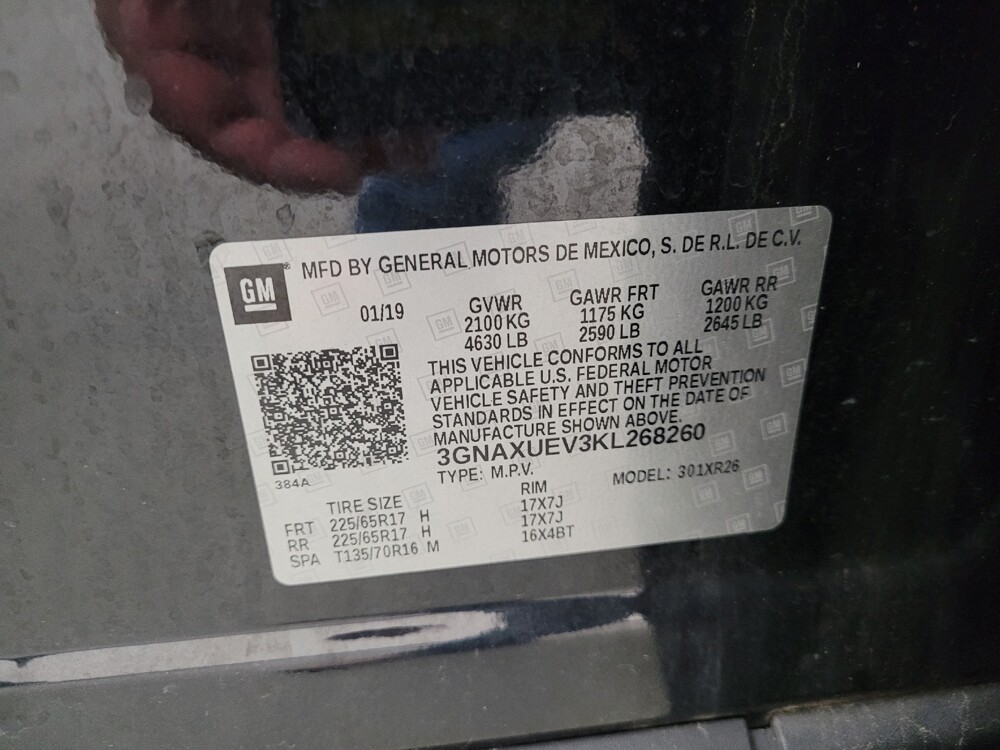 GM® MFD BY GENERAL MOTORS DE MEXICO, S. DE R.L. DE C.V.
01/19 GVWR GAWR FRT GAWR RR
2100 KG 1175 KG 1200 KG
4630 LB 2590 LB 2645 LB
THIS VEHICLE CONFORMS TO ALL
APPLICABLE U.S. FEDERAL MOTOR
VEHICLE SAFETY AND THEFT PREVENTION
STANDARDS IN EFFECT ON THE DATE OF
MANUFACTURE SHOWN ABOVE.
3GNAXUEV3KL268260
384A
TYPE: M.P.V. MODEL: 301XR26
TIRE SIZE RIM
FRT 225/65R17 H 17X7J
RR 225/65R17 H 17X7J
SPA T135/70R16 M 16X4BT